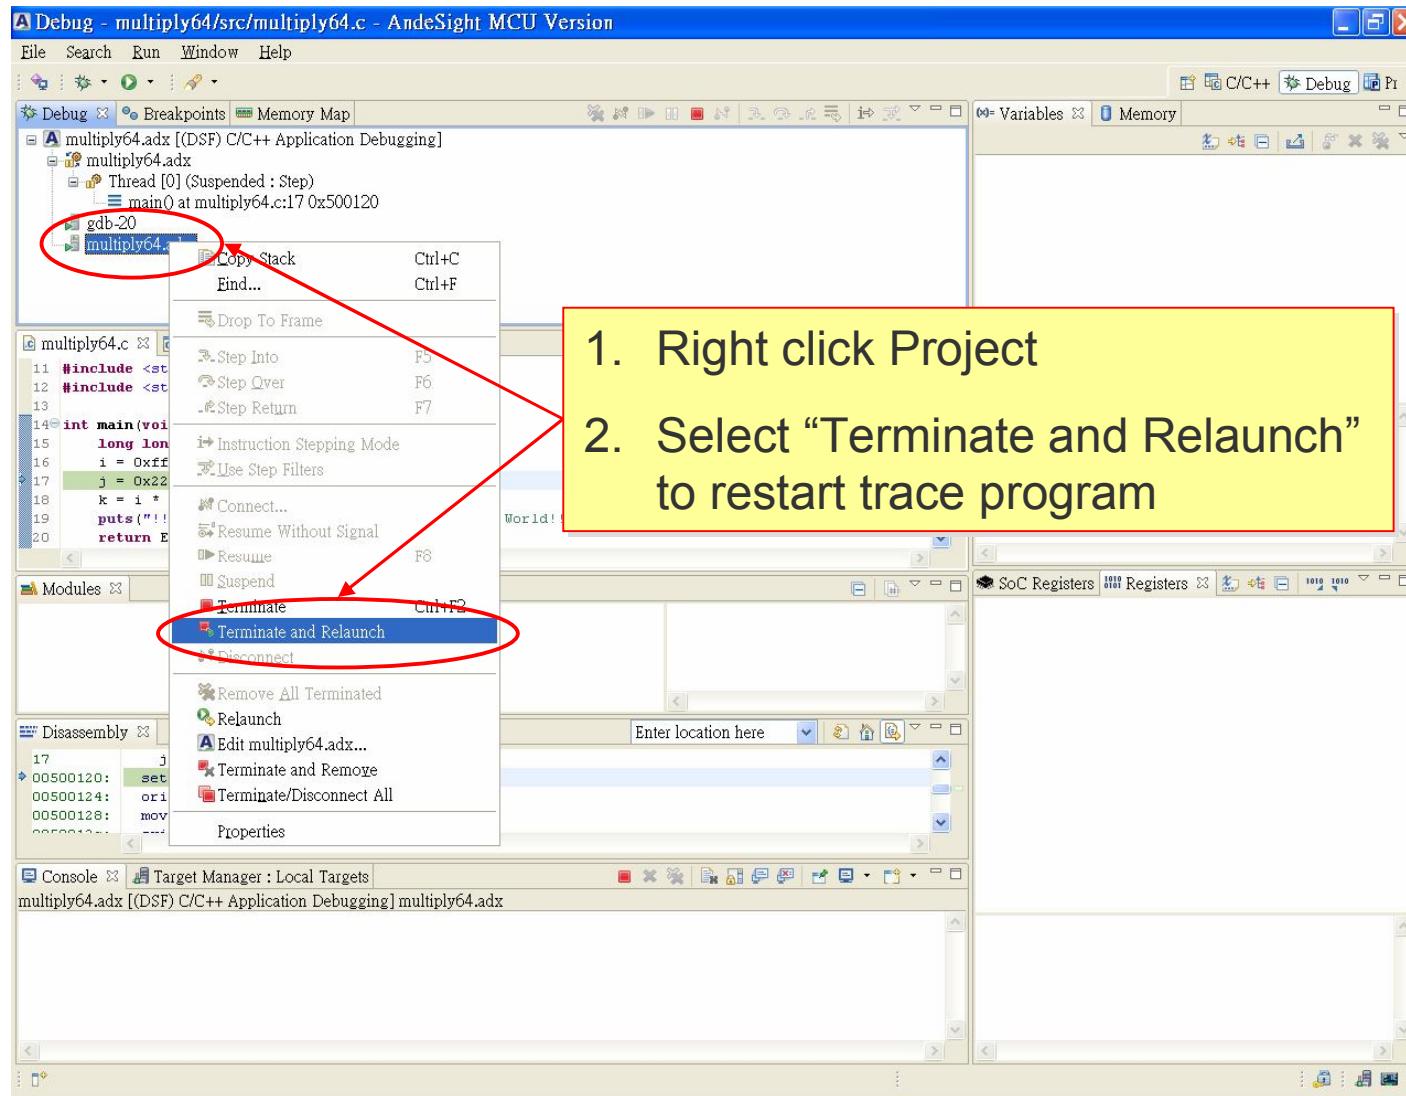 Debug - multiply64/src/multiply64.c - AndeSight MCU Version
File Search Run Window Help
C/C++ Debug Pr
Debug Breakpoints Memory Map
Variables Memory
multiply64.adx [(DSF) C/C++ Application Debugging]
multiply64.adx
Thread [0] (Suspended : Step)
main() at multiply64.c:17 0x500120
gdb-20
multiply64.
Copy Stack Ctrl+C
Find... Ctrl+F
Drop To Frame
Step Into F5
Step Over F6
Step Return F7
Instruction Stepping Mode
Use Step Filters
Connect...
Resume Without Signal
Resume F8
Suspend
Terminate Ctrl+F2
Terminate and Relaunch
Disconnect
Remove All Terminated
Relaunch
Edit multiply64.adx...
Terminate and Remove
Terminate/Disconnect All
Properties
1. Right click Project
2. Select “Terminate and Relaunch”
to restart trace program
multiply64.c
11 #include <st
12 #include <st
13
14 int main(voi
15 long lon
16 i = 0xff
17 j = 0x22
18 k = i *
19 puts("!! World!!
20 return E
Modules
SoC Registers Registers
Disassembly
Enter location here
17 j
00500120: set
00500124: ori
00500128: mov
Console Target Manager : Local Targets
multiply64.adx [(DSF) C/C++ Application Debugging] multiply64.adx